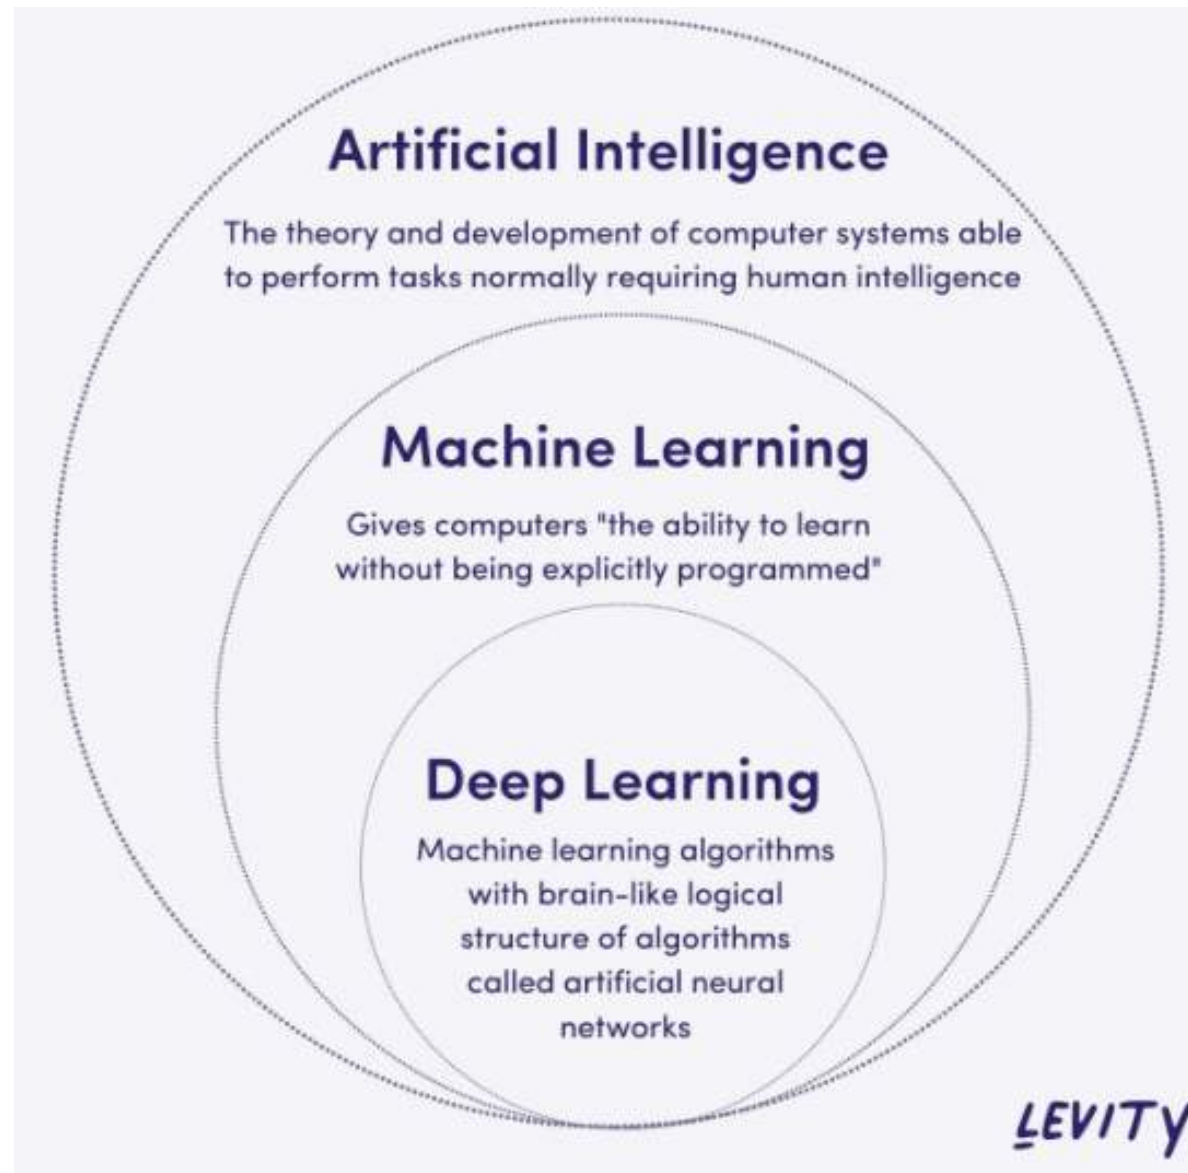 Artificial Intelligence
The theory and development of computer systems able
to perform tasks normally requiring human intelligence
Machine Learning
Gives computers "the ability to learn
without being explicitly programmed"
Deep Learning
Machine learning algorithms
with brain-like logical
structure of algorithms
called artificial neural
networks
LEVITY